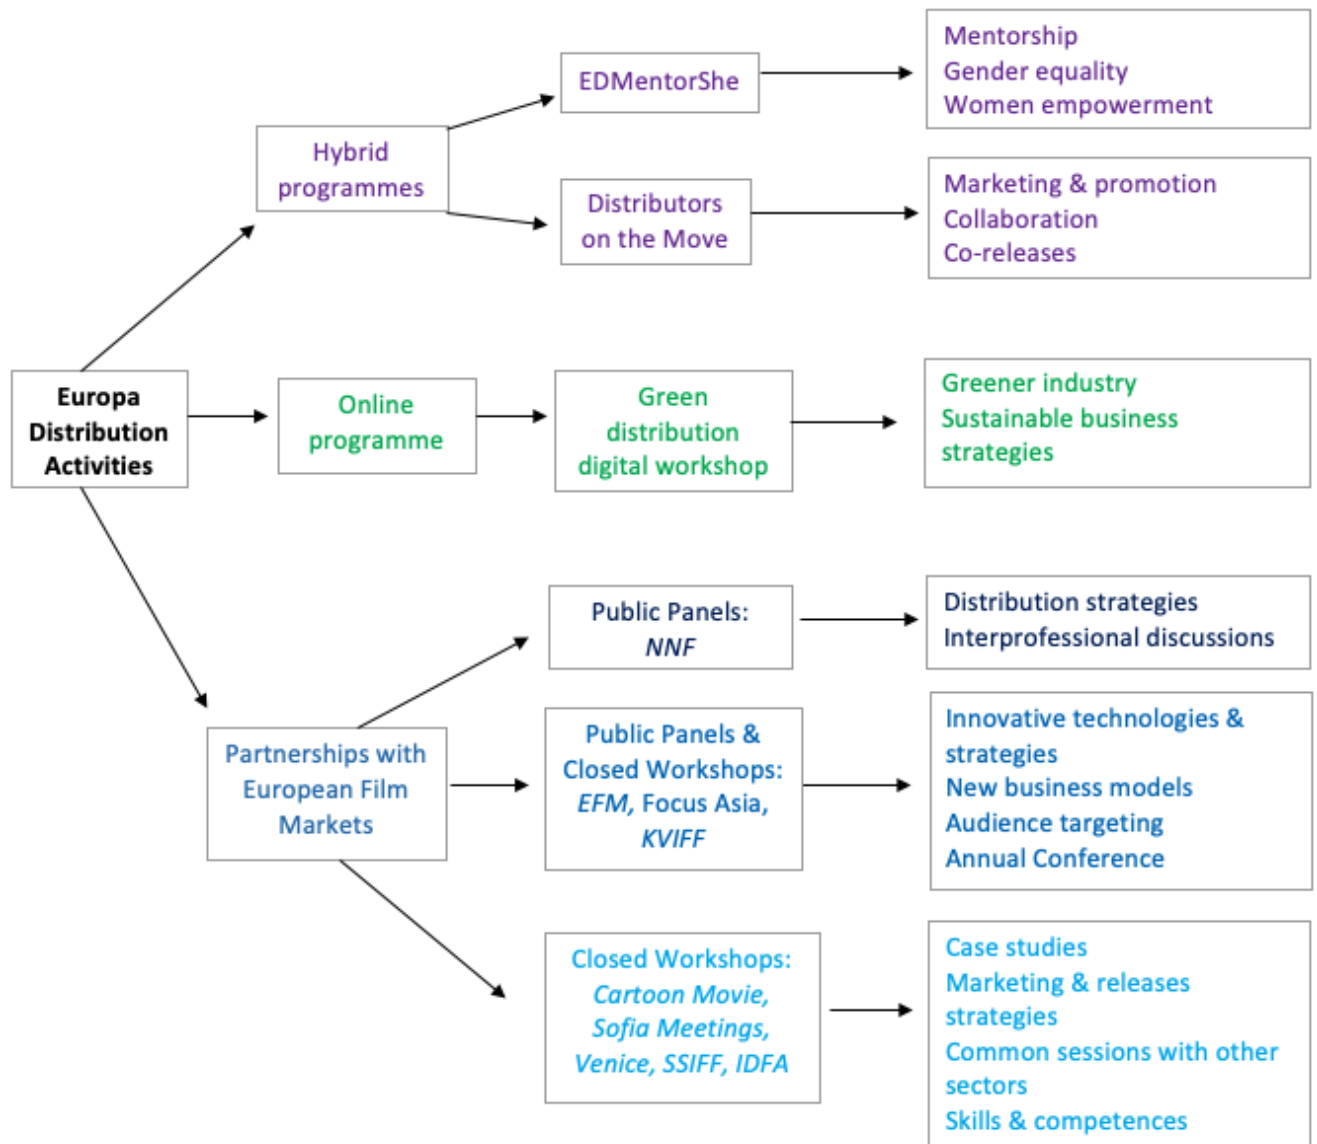 Europa
Distribution
Activities
Hybrid
programmes
EDMentorShe
Mentorship
Gender equality
Women empowerment
Distributors
on the Move
Marketing & promotion
Collaboration
Co-releases
Online
programme
Green
distribution
digital workshop
Greener industry
Sustainable business
strategies
Partnerships with
European Film
Markets
Public Panels:
NNF
Distribution strategies
Interprofessional discussions
Public Panels &
Closed Workshops:
EFM, Focus Asia,
KVIFF
Innovative technologies &
strategies
New business models
Audience targeting
Annual Conference
Closed Workshops:
Cartoon Movie,
Sofia Meetings,
Venice, SSIFF, IDFA
Case studies
Marketing & releases
strategies
Common sessions with other
sectors
Skills & competences